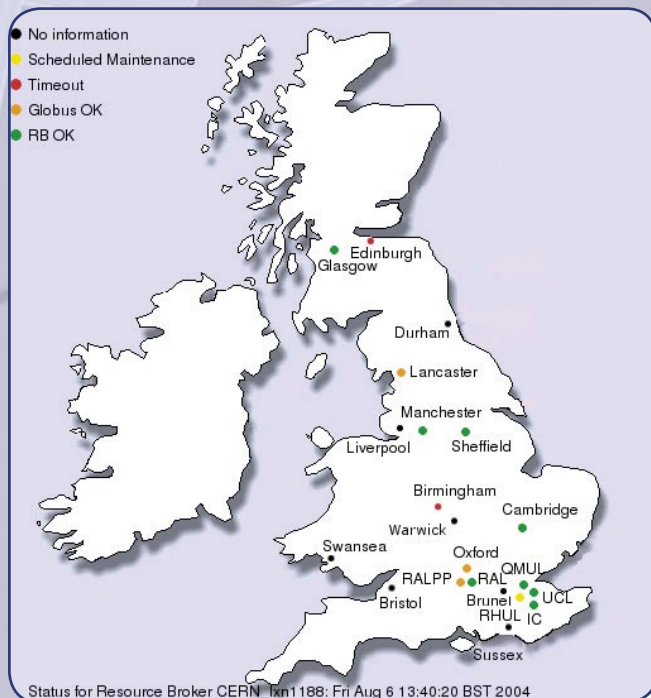 No information
Scheduled Maintenance
Timeout
Globus OK
RB OK
Edinburgh
Glasgow
Durham
Lancaster
Manchester
Liverpool
Sheffield
Birmingham
Cambridge
Warwick
Swansea
Oxford
RALPP
RAL
QMUL
Bristol
Brunel
UCL
RHUL
IC
Sussex
Status for Resource Broker CERN lxn1188: Fri Aug 6 13:40:20 BST 2004